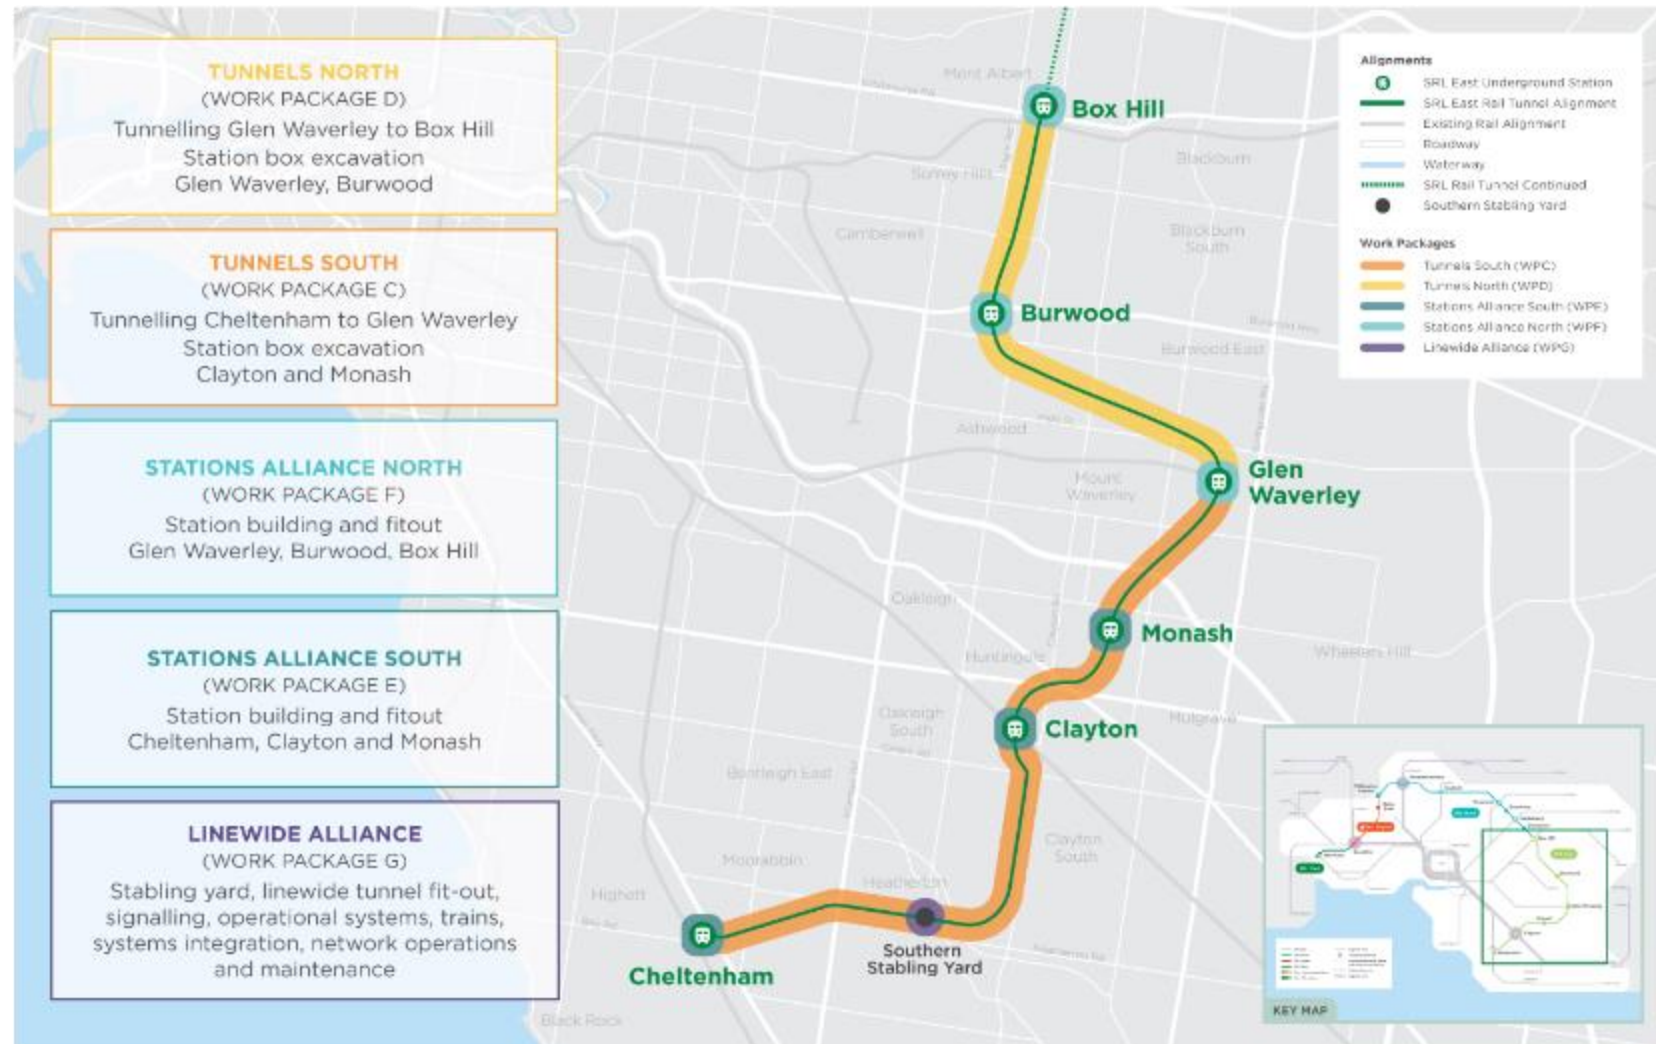 TUNNELS NORTH
(WORK PACKAGE D)
Tunnelling Glen Waverley to Box Hill
Station box excavation
Glen Waverley, Burwood
TUNNELS SOUTH
(WORK PACKAGE C)
Tunnelling Cheltenham to Glen Waverley
Station box excavation
Clayton and Monash
STATIONS ALLIANCE NORTH
(WORK PACKAGE F)
Station building and fitout
Glen Waverley, Burwood, Box Hill
STATIONS ALLIANCE SOUTH
(WORK PACKAGE E)
Station building and fitout
Cheltenham, Clayton and Monash
LINEWIDE ALLIANCE
(WORK PACKAGE G)
Stabling yard, linewide tunnel fit-out,
signalling, operational systems, trains,
systems integration, network operations
and maintenance
Mont Albert
Box Hill
Blackburn
Surrey Hills
Camberwell
Blackburn
South
Burwood
Burwood East
Ashwood
Glen
Waverley
Mount
Waverley
Oakleigh
Monash
Huntingdale
Wheelers Hill
Oakleigh
South
Clayton
Mulgrave
Bentleigh East
Clayton
South
Moorabbin
Heatherton
Highett
Southern
Stabling Yard
Cheltenham
Black Rock
Alignments
SRL East Underground Station
SRL East Rail Tunnel Alignment
Existing Rail Alignment
Roadway
Waterway
SRL Rail Tunnel Continued
Southern Stabling Yard
Work Packages
Tunnels South (WPC)
Tunnels North (WPD)
Stations Alliance South (WPE)
Stations Alliance North (WPF)
Linewide Alliance (WPG)
KEY MAP